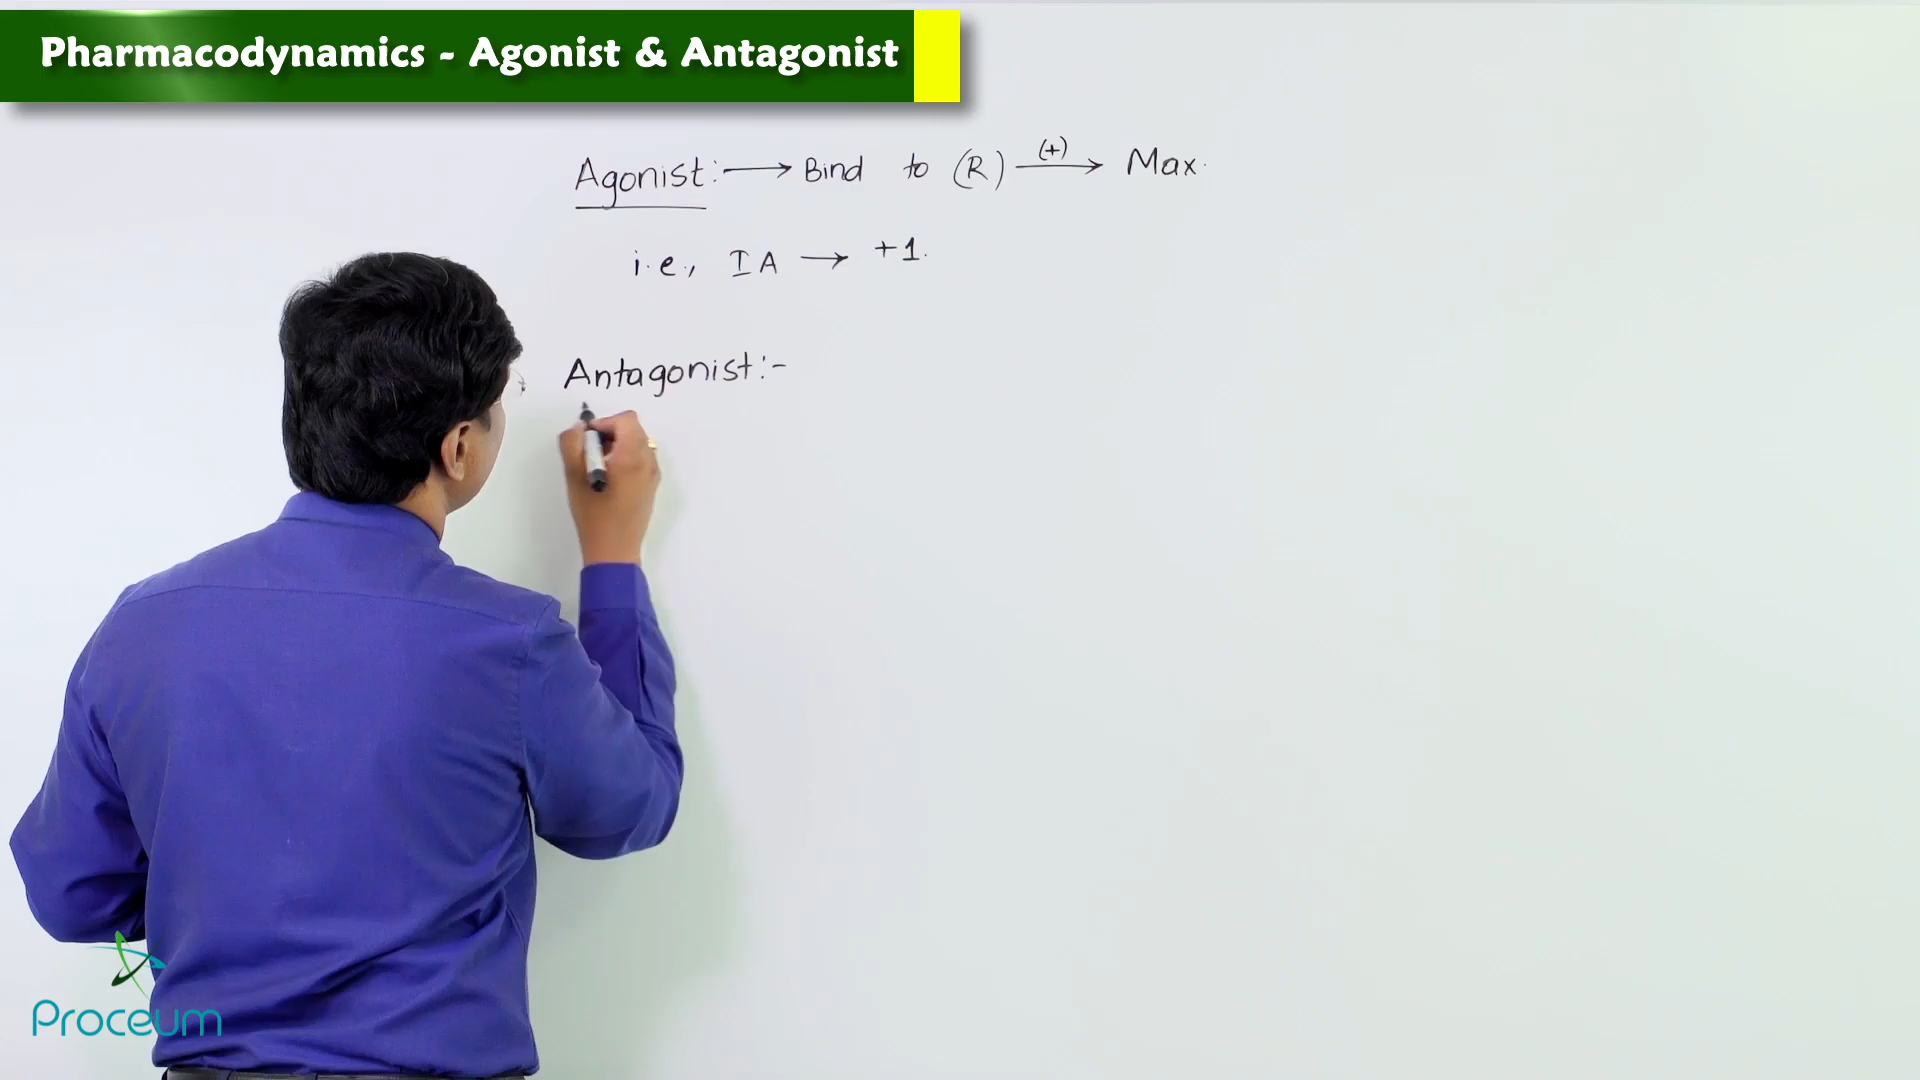 Pharmacodynamics - Agonist & Antagonist
Agonist: → Bind to (R) (+) → Max.
i.e., IA → +1.
Antagonist:-
Proceum